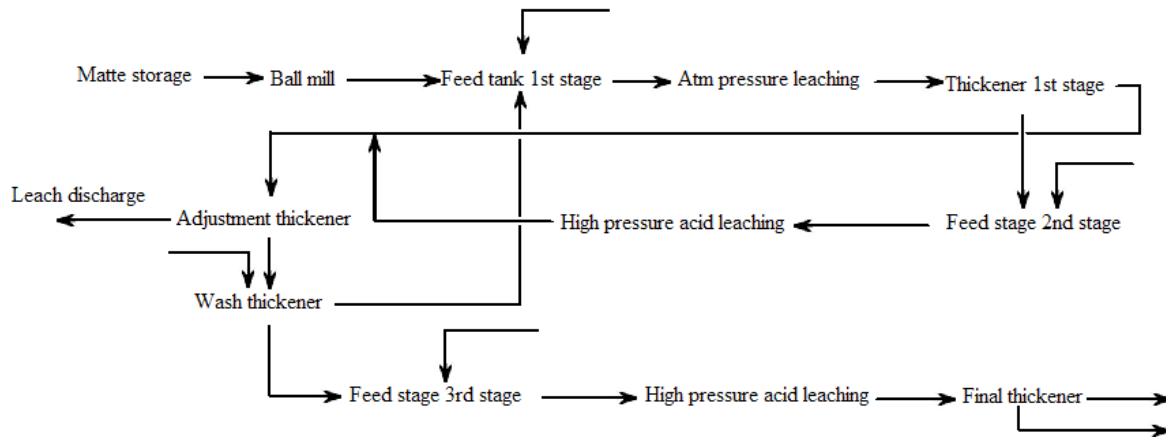 Matte storage
Ball mill
Feed tank 1st stage
Atm pressure leaching
Thickener 1st stage
Leach discharge
Adjustment thickener
High pressure acid leaching
Feed stage 2nd stage
Wash thickener
Feed stage 3rd stage
High pressure acid leaching
Final thickener